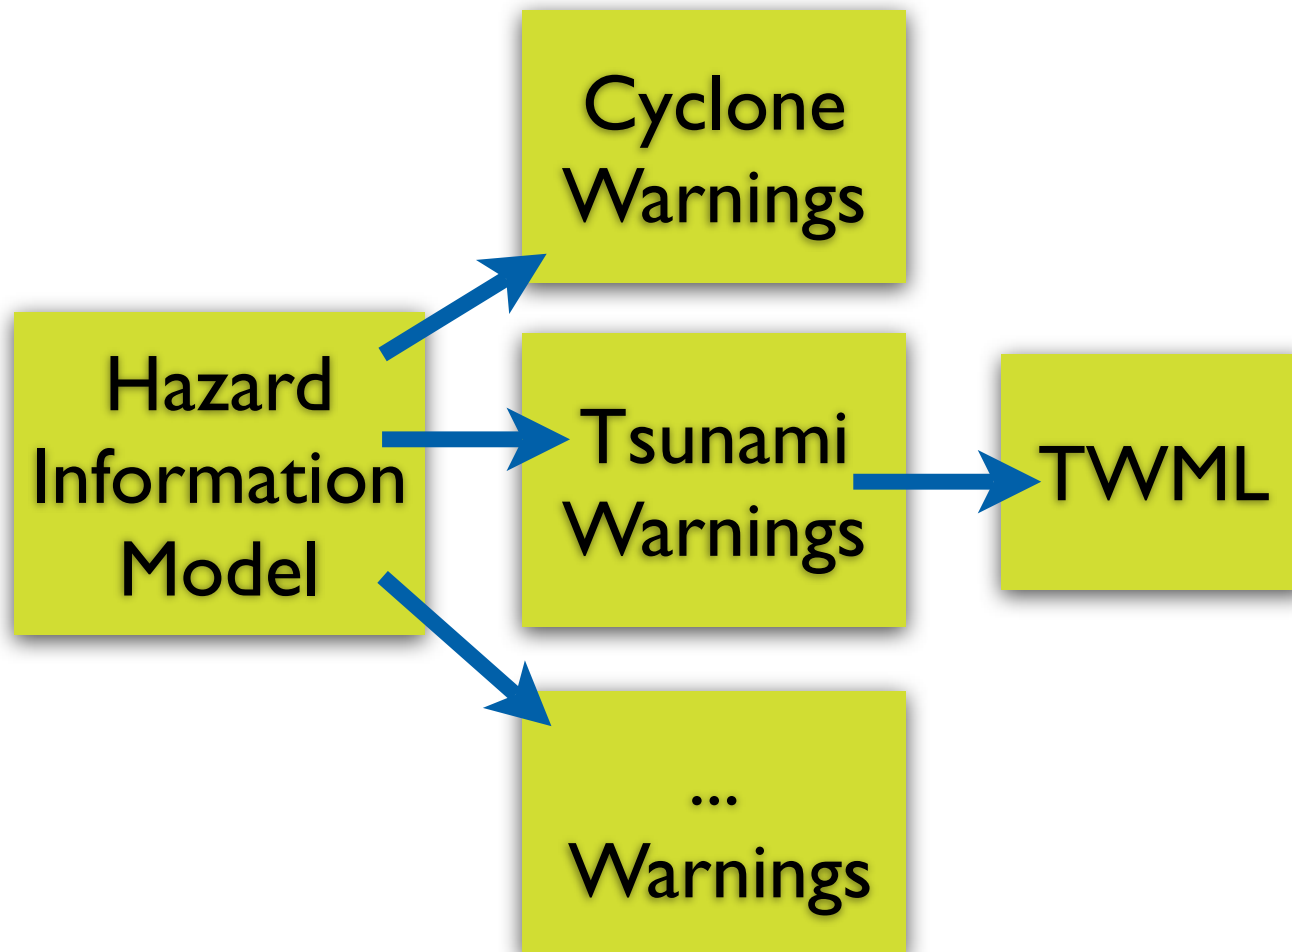 Cyclone
Warnings
Hazard
Information
Model
Tsunami
Warnings
TWML
...
Warnings